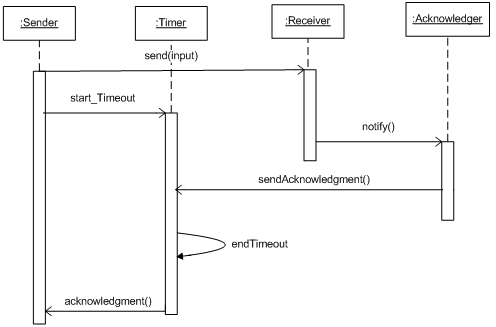 :Sender
:Timer
:Receiver
:Acknowledger
send(input)
start_Timeout
notify()
sendAcknowledgment()
endTimeout
acknowledgment()